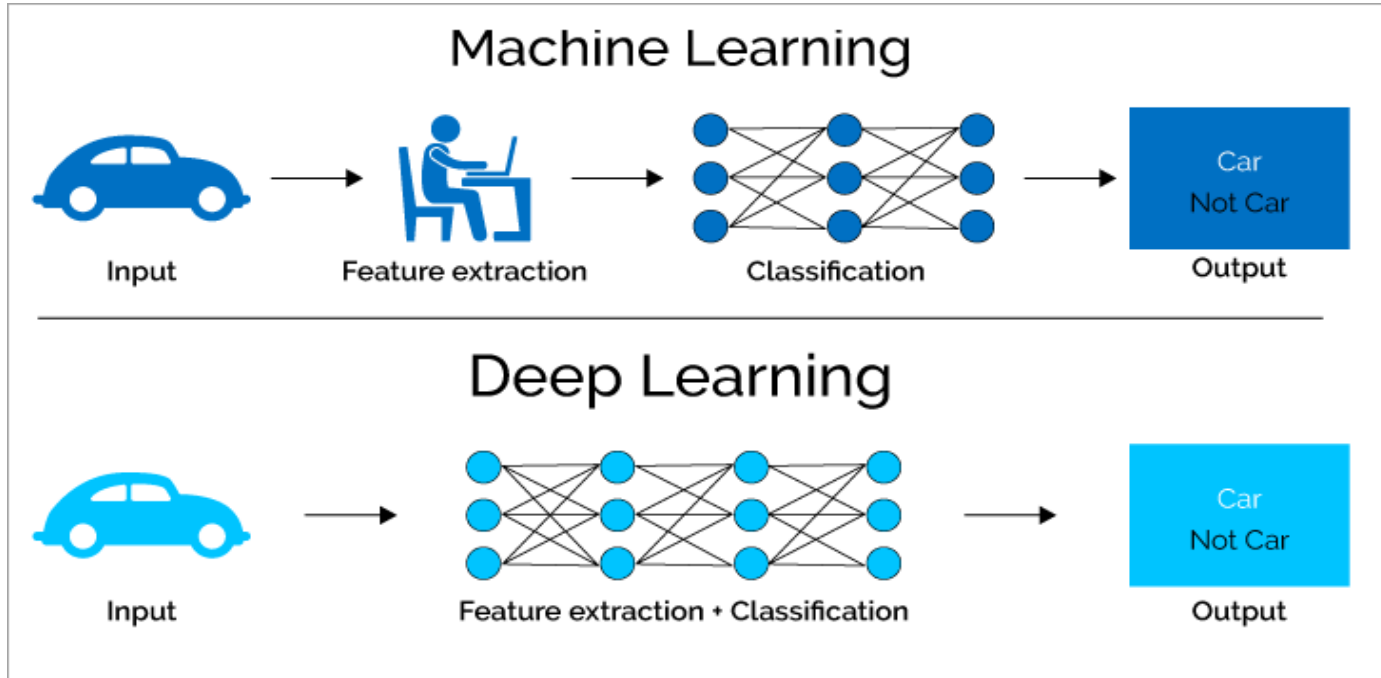 Machine Learning
Car
Not Car
Input
Feature extraction
Classification
Output
Deep Learning
Car
Not Car
Input
Feature extraction + Classification
Output